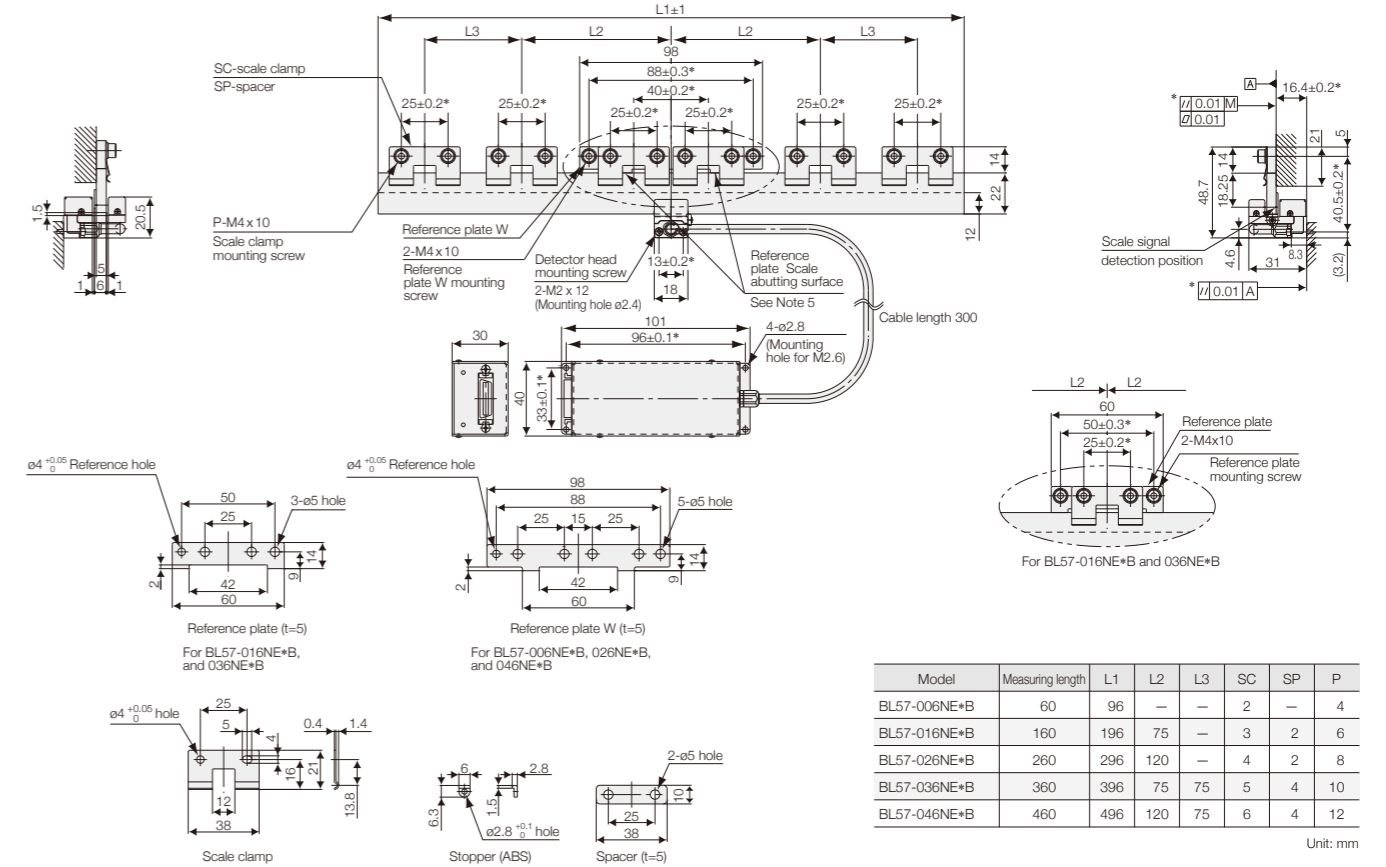 L1±1
L3
L2
L2
L3
98
88±0.3*
40±0.2*
25±0.2*
25±0.2*
25±0.2*
25±0.2*
25±0.2*
25±0.2*
SC-scale clamp
SP-spacer
14
22
12
P-M4 x 10
Scale clamp
mounting screw
Reference plate W
2-M4 x 10
Reference
plate W mounting
screw
Detector head
mounting screw
2-M2 x 12
(Mounting hole ø2.4)
13±0.2*
18
Reference
plate Scale
abutting surface
See Note 5
Cable length 300
1.5
20.5
5
1
6
1
A
16.4±0.2*
* // 0.01 M
0.01
21
5
14
18.25
48.7
40.5±0.2*
Scale signal
detection position
4.6
8.3
31
(3.2)
* // 0.01 A
30
101
96±0.1*
4-ø2.8
(Mounting
hole for M2.6)
40
33±0.1*
L2
L2
60
50±0.3*
25±0.2*
Reference plate
2-M4x10
Reference plate
mounting screw
For BL57-016NE*B and 036NE*B
ø4 +0.05 0 Reference hole
50
25
3-ø5 hole
14
9
2
42
60
Reference plate (t=5)
For BL57-016NE*B,
and 036NE*B
ø4 +0.05 0 Reference hole
98
88
25
15
25
5-ø5 hole
14
9
2
42
60
Reference plate W (t=5)
For BL57-006NE*B, 026NE*B,
and 046NE*B
ø4 +0.05 0 hole
25
5
4
0.4
1.4
16
21
13.8
12
38
Scale clamp
6
2.8
6.3
1.5
ø2.8 +0.1 0 hole
Stopper (ABS)
2-ø5 hole
10
25
38
Spacer (t=5)
Model Measuring length L1 L2 L3 SC SP P
BL57-006NE*B 60 96 — — 2 — 4
BL57-016NE*B 160 196 75 — 3 2 6
BL57-026NE*B 260 296 120 — 4 2 8
BL57-036NE*B 360 396 75 75 5 4 10
BL57-046NE*B 460 496 120 75 6 4 12
Unit: mm